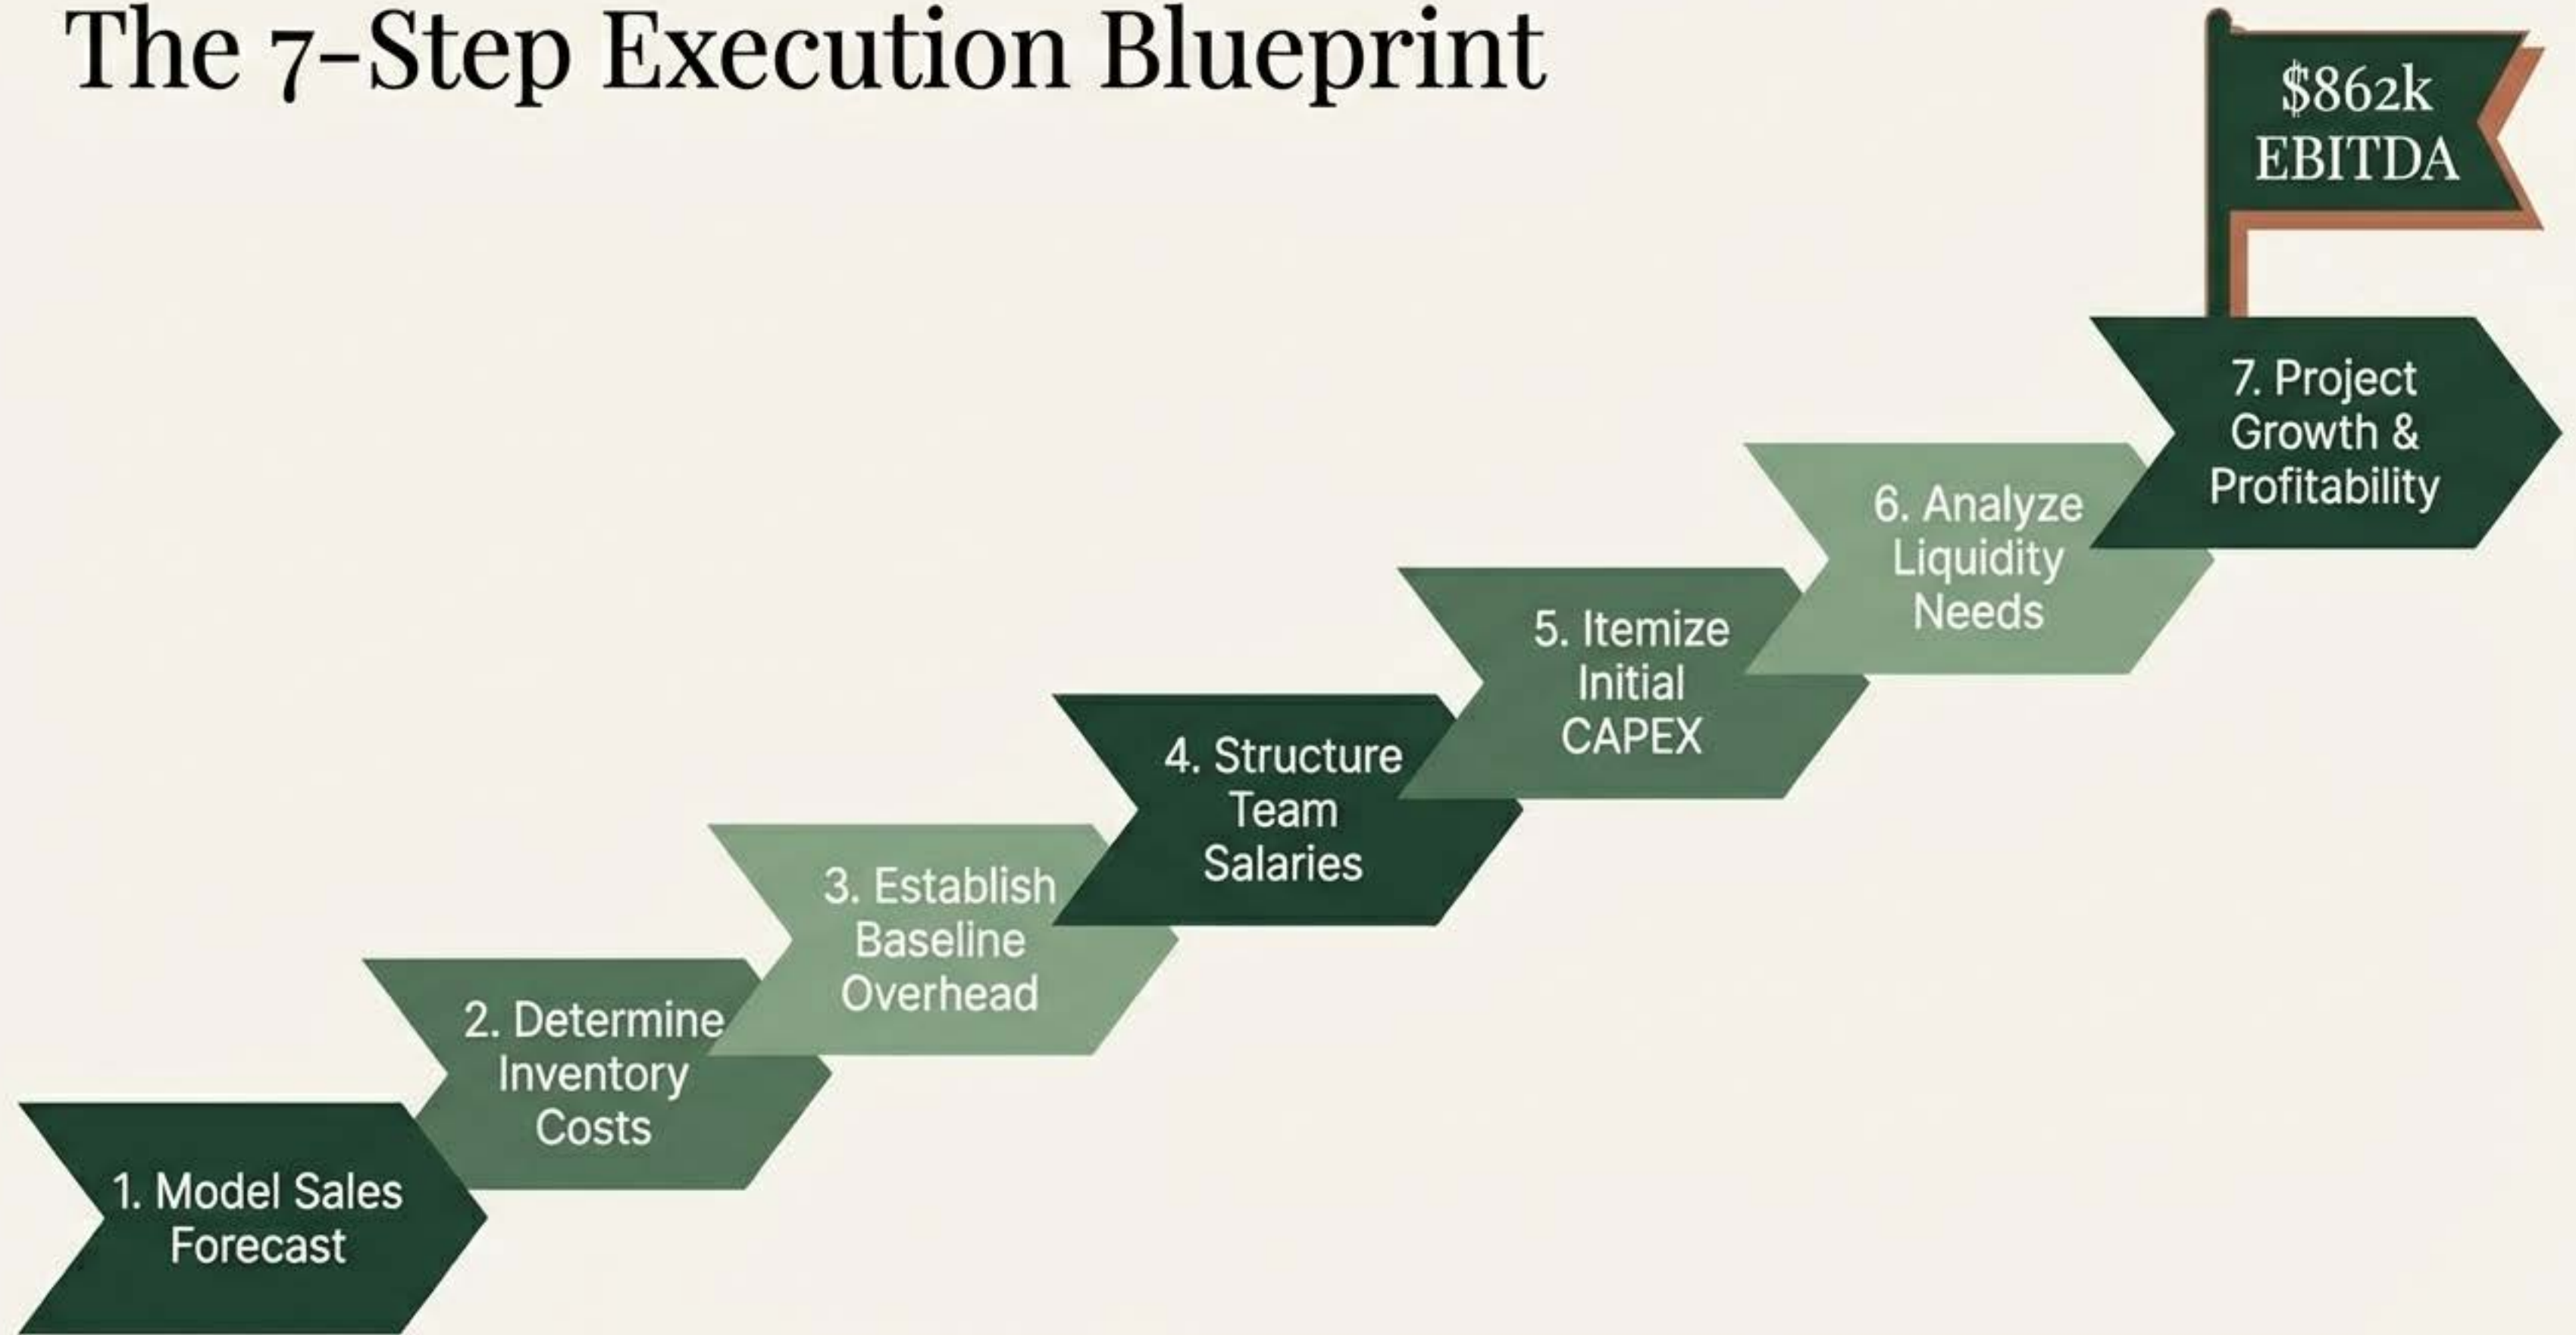 The 7-Step Execution Blueprint
$862k
EBITDA
1. Model Sales
Forecast
2. Determine
Inventory
Costs
3. Establish
Baseline
Overhead
4. Structure
Team
Salaries
5. Itemize
Initial
CAPEX
6. Analyze
Liquidity
Needs
7. Project
Growth &
Profitability